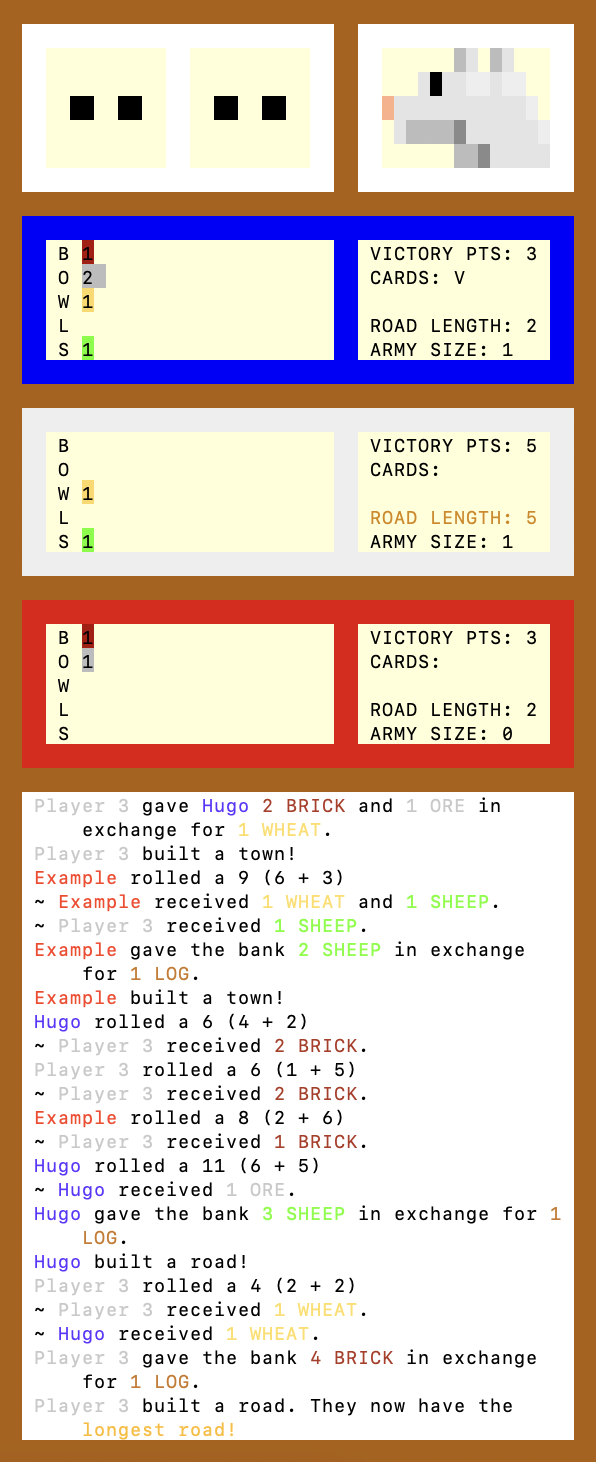 B 1
O 2
W 1
L
S 1
VICTORY PTS: 3
CARDS: V
ROAD LENGTH: 2
ARMY SIZE: 1
B
O
W 1
L
S 1
VICTORY PTS: 5
CARDS:
ROAD LENGTH: 5
ARMY SIZE: 1
B 1
O 1
W
L
S
VICTORY PTS: 3
CARDS:
ROAD LENGTH: 2
ARMY SIZE: 0
Player 3 gave Hugo 2 BRICK and 1 ORE in
exchange for 1 WHEAT.
Player 3 built a town!
Example rolled a 9 (6 + 3)
~ Example received 1 WHEAT and 1 SHEEP.
~ Player 3 received 1 SHEEP.
Example gave the bank 2 SHEEP in exchange
for 1 LOG.
Example built a town!
Hugo rolled a 6 (4 + 2)
~ Player 3 received 2 BRICK.
Player 3 rolled a 6 (1 + 5)
~ Player 3 received 2 BRICK.
Example rolled a 8 (2 + 6)
~ Player 3 received 1 BRICK.
Hugo rolled a 11 (6 + 5)
~ Hugo received 1 ORE.
Hugo gave the bank 3 SHEEP in exchange for 1
LOG.
Hugo built a road!
Player 3 rolled a 4 (2 + 2)
~ Player 3 received 1 WHEAT.
~ Hugo received 1 WHEAT.
Player 3 gave the bank 4 BRICK in exchange
for 1 LOG.
Player 3 built a road. They now have the
longest road!